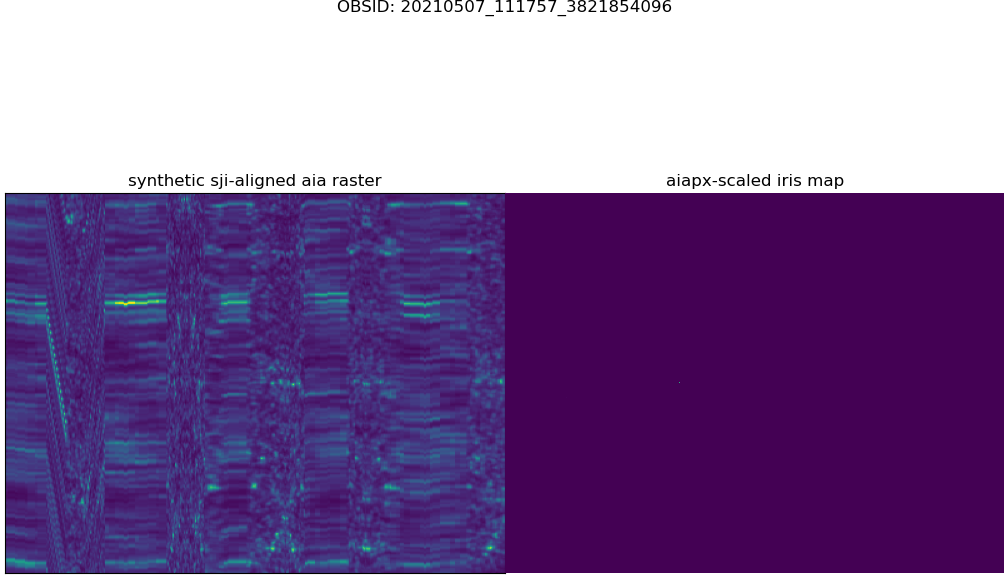 OBSID: 20210507_111757_3821854096
synthetic sji-aligned aia raster
aiapx-scaled iris map